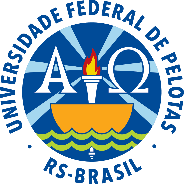 UNIVERSIDADE FEDERAL DE PELOTAS
Α Ω
· RS-BRASIL ·